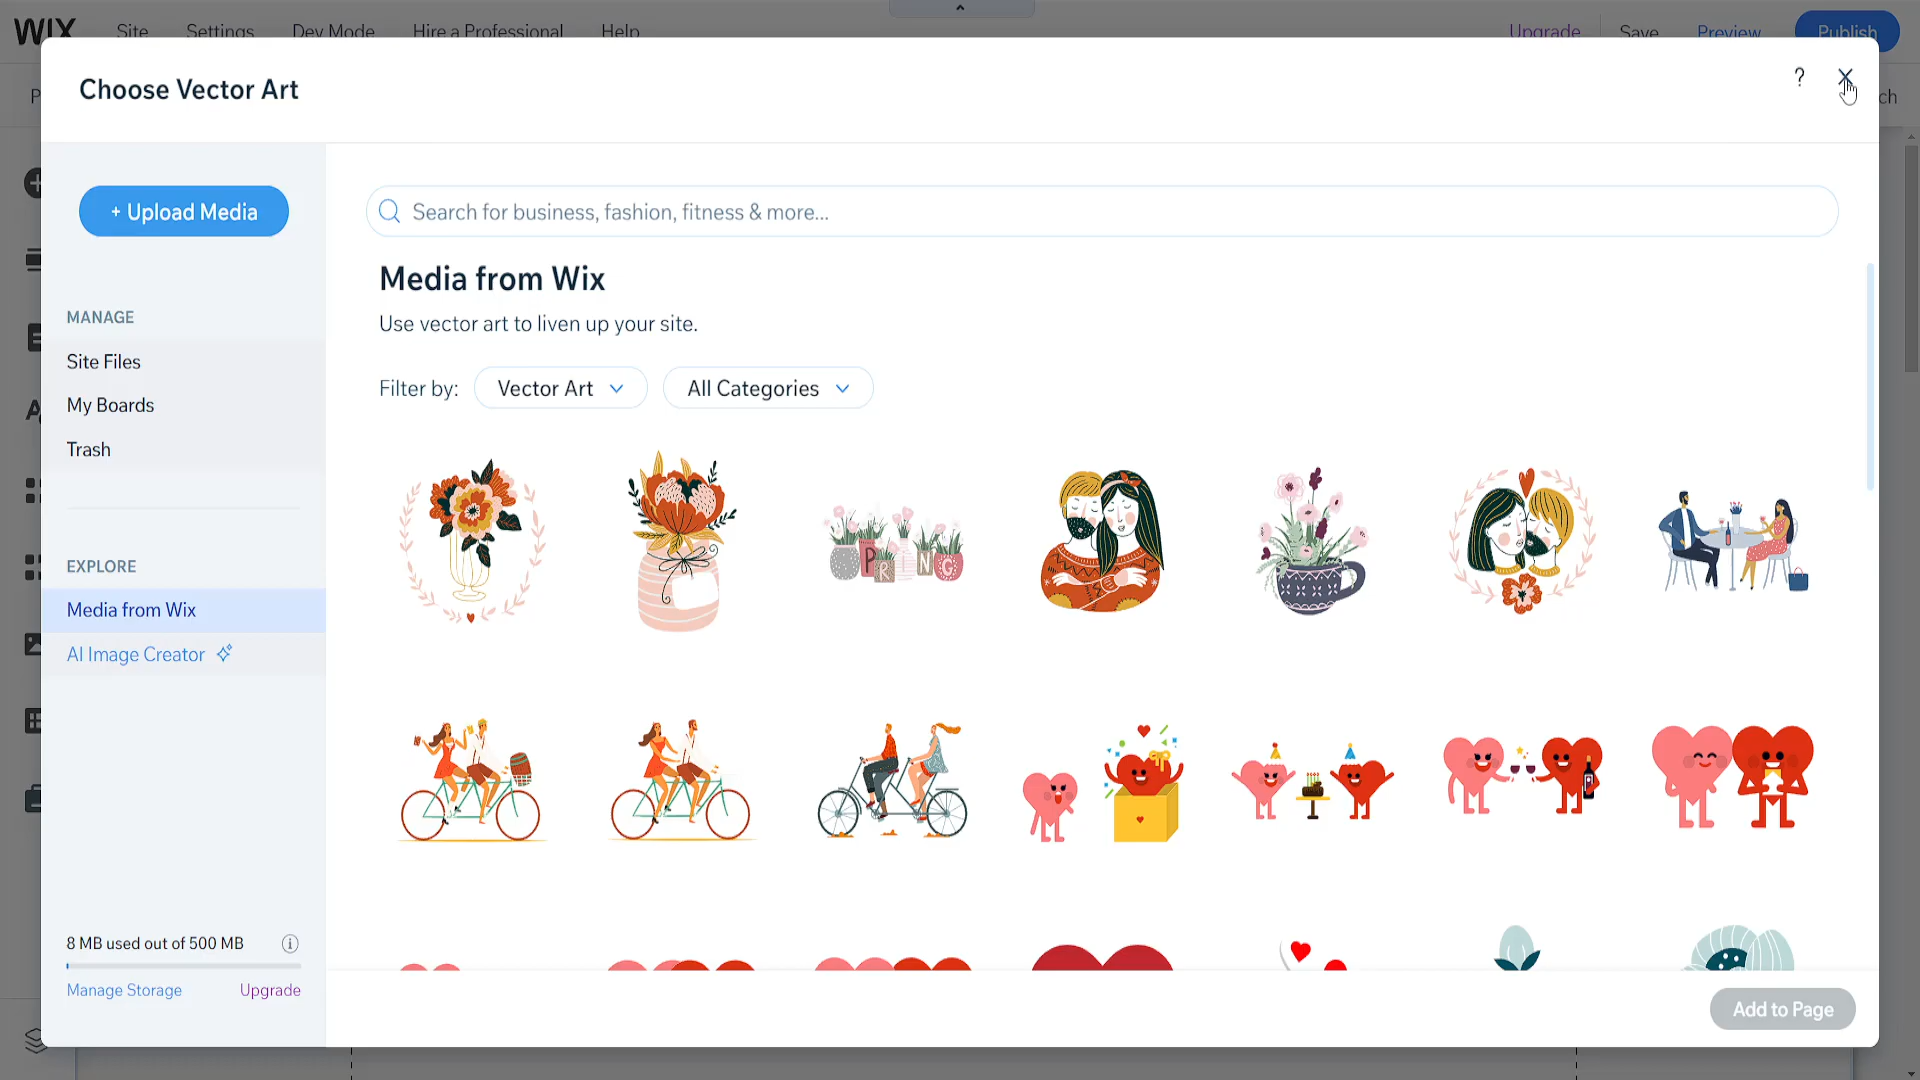 WIX Site Settings Dev Mode Hire a Professional Help Upgrade Save Preview Publish
Choose Vector Art
?
+ Upload Media
Search for business, fashion, fitness & more...
Media from Wix
Use vector art to liven up your site.
Filter by: Vector Art All Categories
MANAGE
Site Files
My Boards
Trash
EXPLORE
Media from Wix
AI Image Creator
8 MB used out of 500 MB
Manage Storage Upgrade
Add to Page